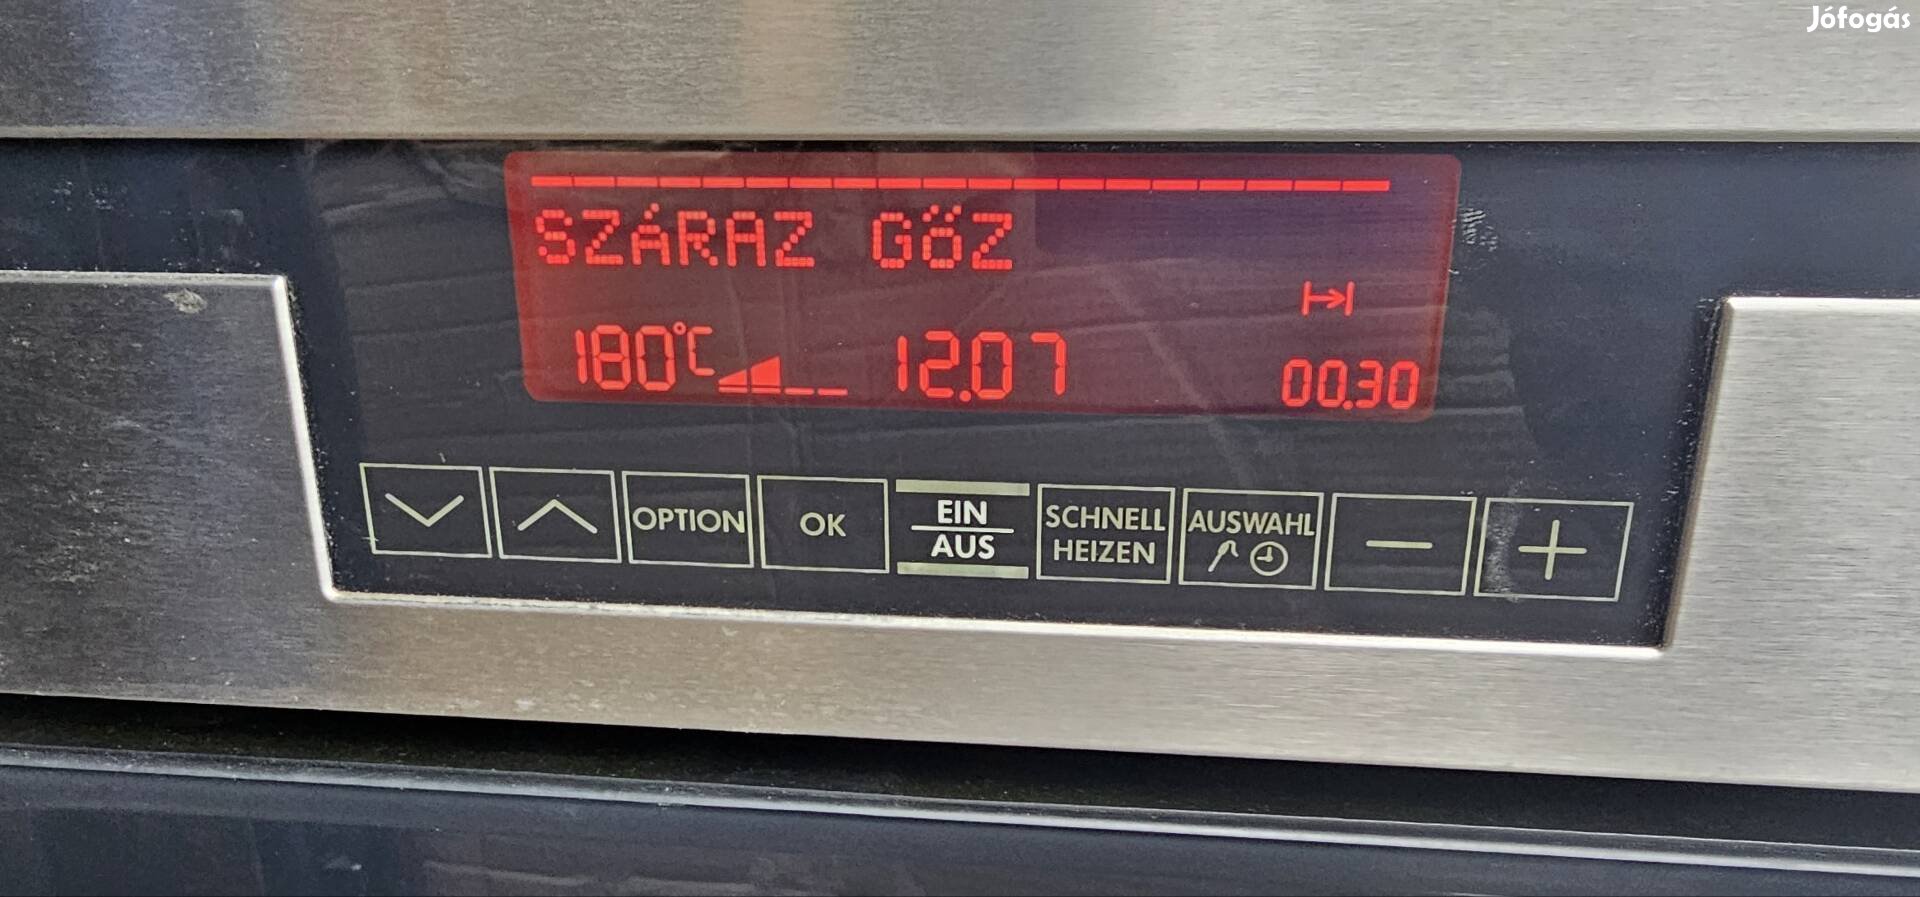 Jófogás
SZÁRAZ GŐZ
180°C 12.07 00.30
OPTION OK EIN AUS SCHNELL HEIZEN AUSWAHL − +